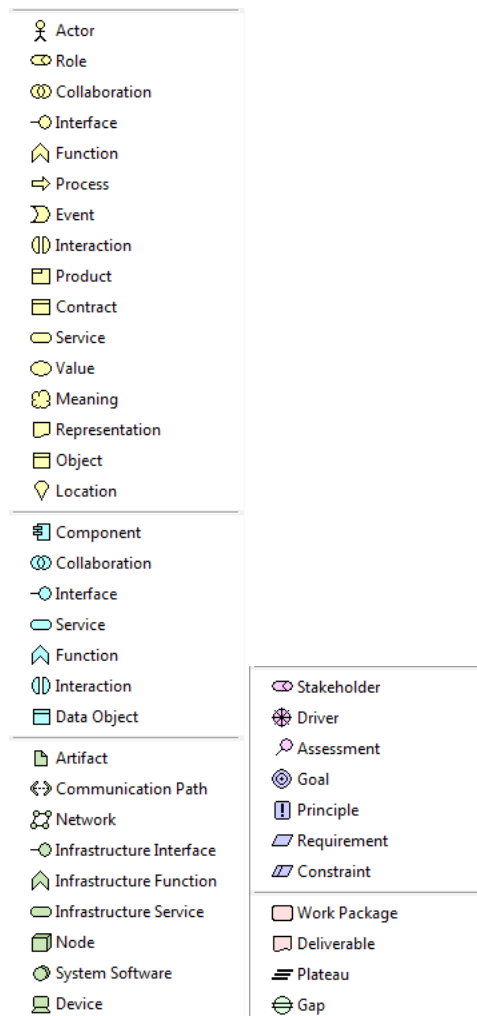 Actor
Role
Collaboration
Interface
Function
Process
Event
Interaction
Product
Contract
Service
Value
Meaning
Representation
Object
Location
Component
Collaboration
Interface
Service
Function
Interaction
Data Object
Artifact
Communication Path
Network
Infrastructure Interface
Infrastructure Function
Infrastructure Service
Node
System Software
Device
Stakeholder
Driver
Assessment
Goal
Principle
Requirement
Constraint
Work Package
Deliverable
Plateau
Gap